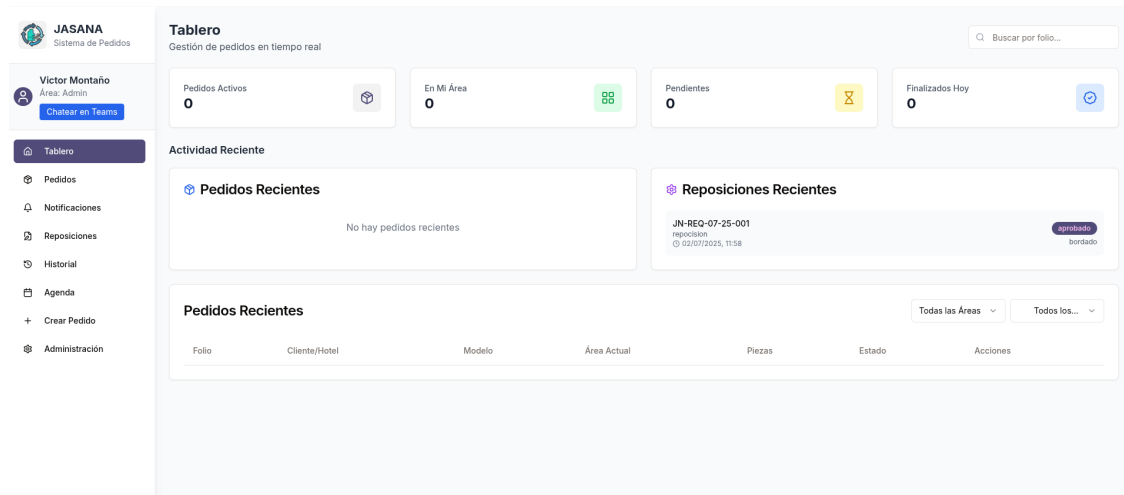 JASANA
Sistema de Pedidos
Victor Montaño
Área: Admin
Chatear en Teams
Tablero
Pedidos
Notificaciones
Reposiciones
Historial
Agenda
Crear Pedido
Administración
Tablero
Gestión de pedidos en tiempo real
Buscar por folio...
Pedidos Activos
0
En Mi Área
0
Pendientes
0
Finalizados Hoy
0
Actividad Reciente
Pedidos Recientes
No hay pedidos recientes
Reposiciones Recientes
JN-REQ-07-25-001
repocision
02/07/2025, 11:58
aprobado
bordado
Pedidos Recientes
Todas las Áreas
Todos los...
Folio Cliente/Hotel Modelo Área Actual Piezas Estado Acciones